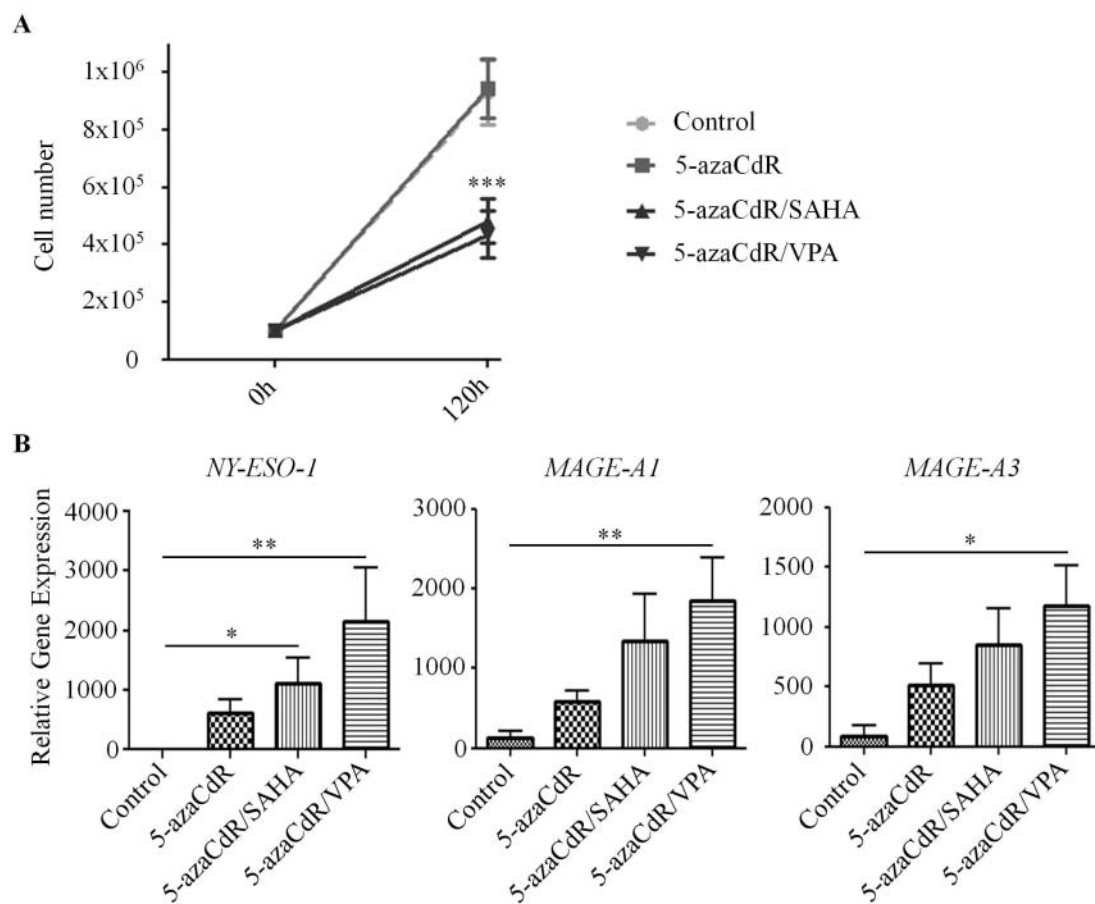 A
Cell number
1x10⁶
8x10⁵
6x10⁵
4x10⁵
2x10⁵
0
***
0h
120h
Control
5-azaCdR
5-azaCdR/SAHA
5-azaCdR/VPA
B
Relative Gene Expression
NY-ESO-1
4000
3000
2000
1000
0
**
*
Control
5-azaCdR
5-azaCdR/SAHA
5-azaCdR/VPA
MAGE-A1
3000
2000
1000
0
**
Control
5-azaCdR
5-azaCdR/SAHA
5-azaCdR/VPA
MAGE-A3
2000
1500
1000
500
0
*
Control
5-azaCdR
5-azaCdR/SAHA
5-azaCdR/VPA